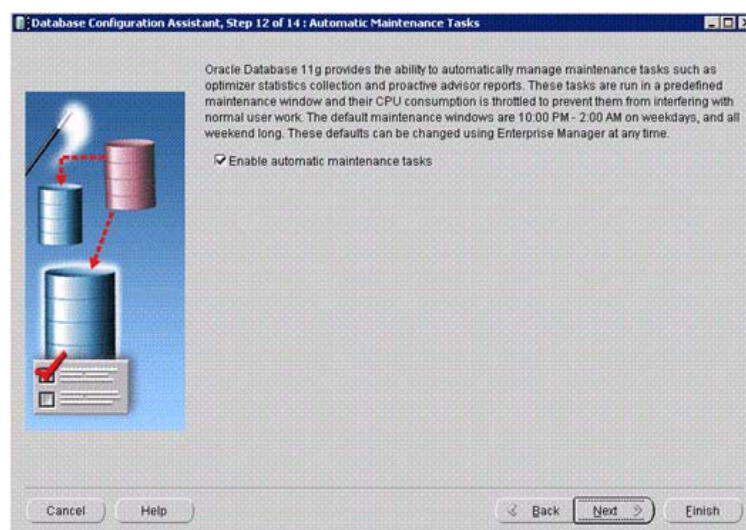 Database Configuration Assistant, Step 12 of 14 : Automatic Maintenance Tasks
Oracle Database 11g provides the ability to automatically manage maintenance tasks such as
optimizer statistics collection and proactive advisor reports. These tasks are run in a predefined
maintenance window and their CPU consumption is throttled to prevent them from interfering with
normal user work. The default maintenance windows are 10:00 PM - 2:00 AM on weekdays, and all
weekend long. These defaults can be changed using Enterprise Manager at any time.
Enable automatic maintenance tasks
Cancel Help Back Next Finish